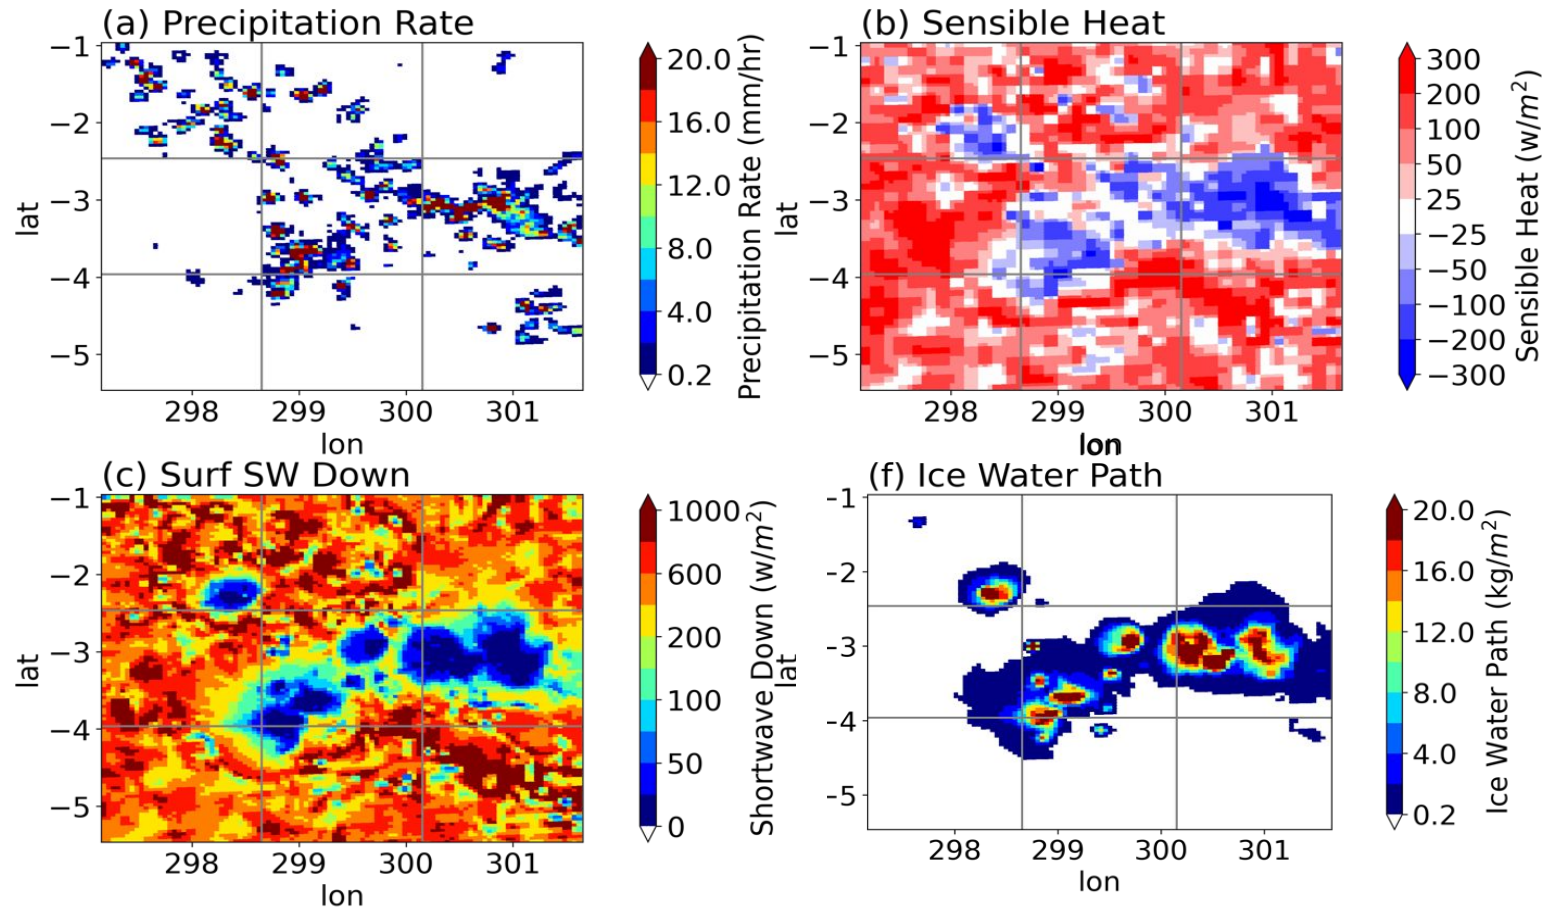 (a) Precipitation Rate
−1
−2
−3
−4
−5
lat
298 299 300 301
lon
20.0
16.0
12.0
8.0
4.0
0.2
Precipitation Rate (mm/hr)
(b) Sensible Heat
−1
−2
−3
−4
−5
lat
298 299 300 301
lon
300
200
100
50
25
−25
−50
−100
−200
−300
Sensible Heat (w/m²)
(c) Surf SW Down
−1
−2
−3
−4
−5
lat
298 299 300 301
lon
1000
600
200
100
50
0
Shortwave Down (w/m²)
(f) Ice Water Path
-1
-2
-3
-4
-5
lat
298 299 300 301
lon
20.0
16.0
12.0
8.0
4.0
0.2
Ice Water Path (kg/m²)